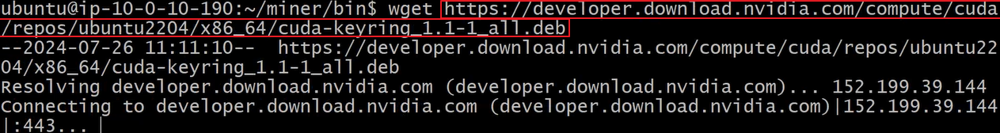 ubuntu@ip-10-0-10-190:~/miner/bin$ wget https://developer.download.nvidia.com/compute/cuda
/repos/ubuntu2204/x86_64/cuda-keyring_1.1-1_all.deb
--2024-07-26 11:11:10--  https://developer.download.nvidia.com/compute/cuda/repos/ubuntu22
04/x86_64/cuda-keyring_1.1-1_all.deb
Resolving developer.download.nvidia.com (developer.download.nvidia.com)... 152.199.39.144
Connecting to developer.download.nvidia.com (developer.download.nvidia.com)|152.199.39.144
|:443...